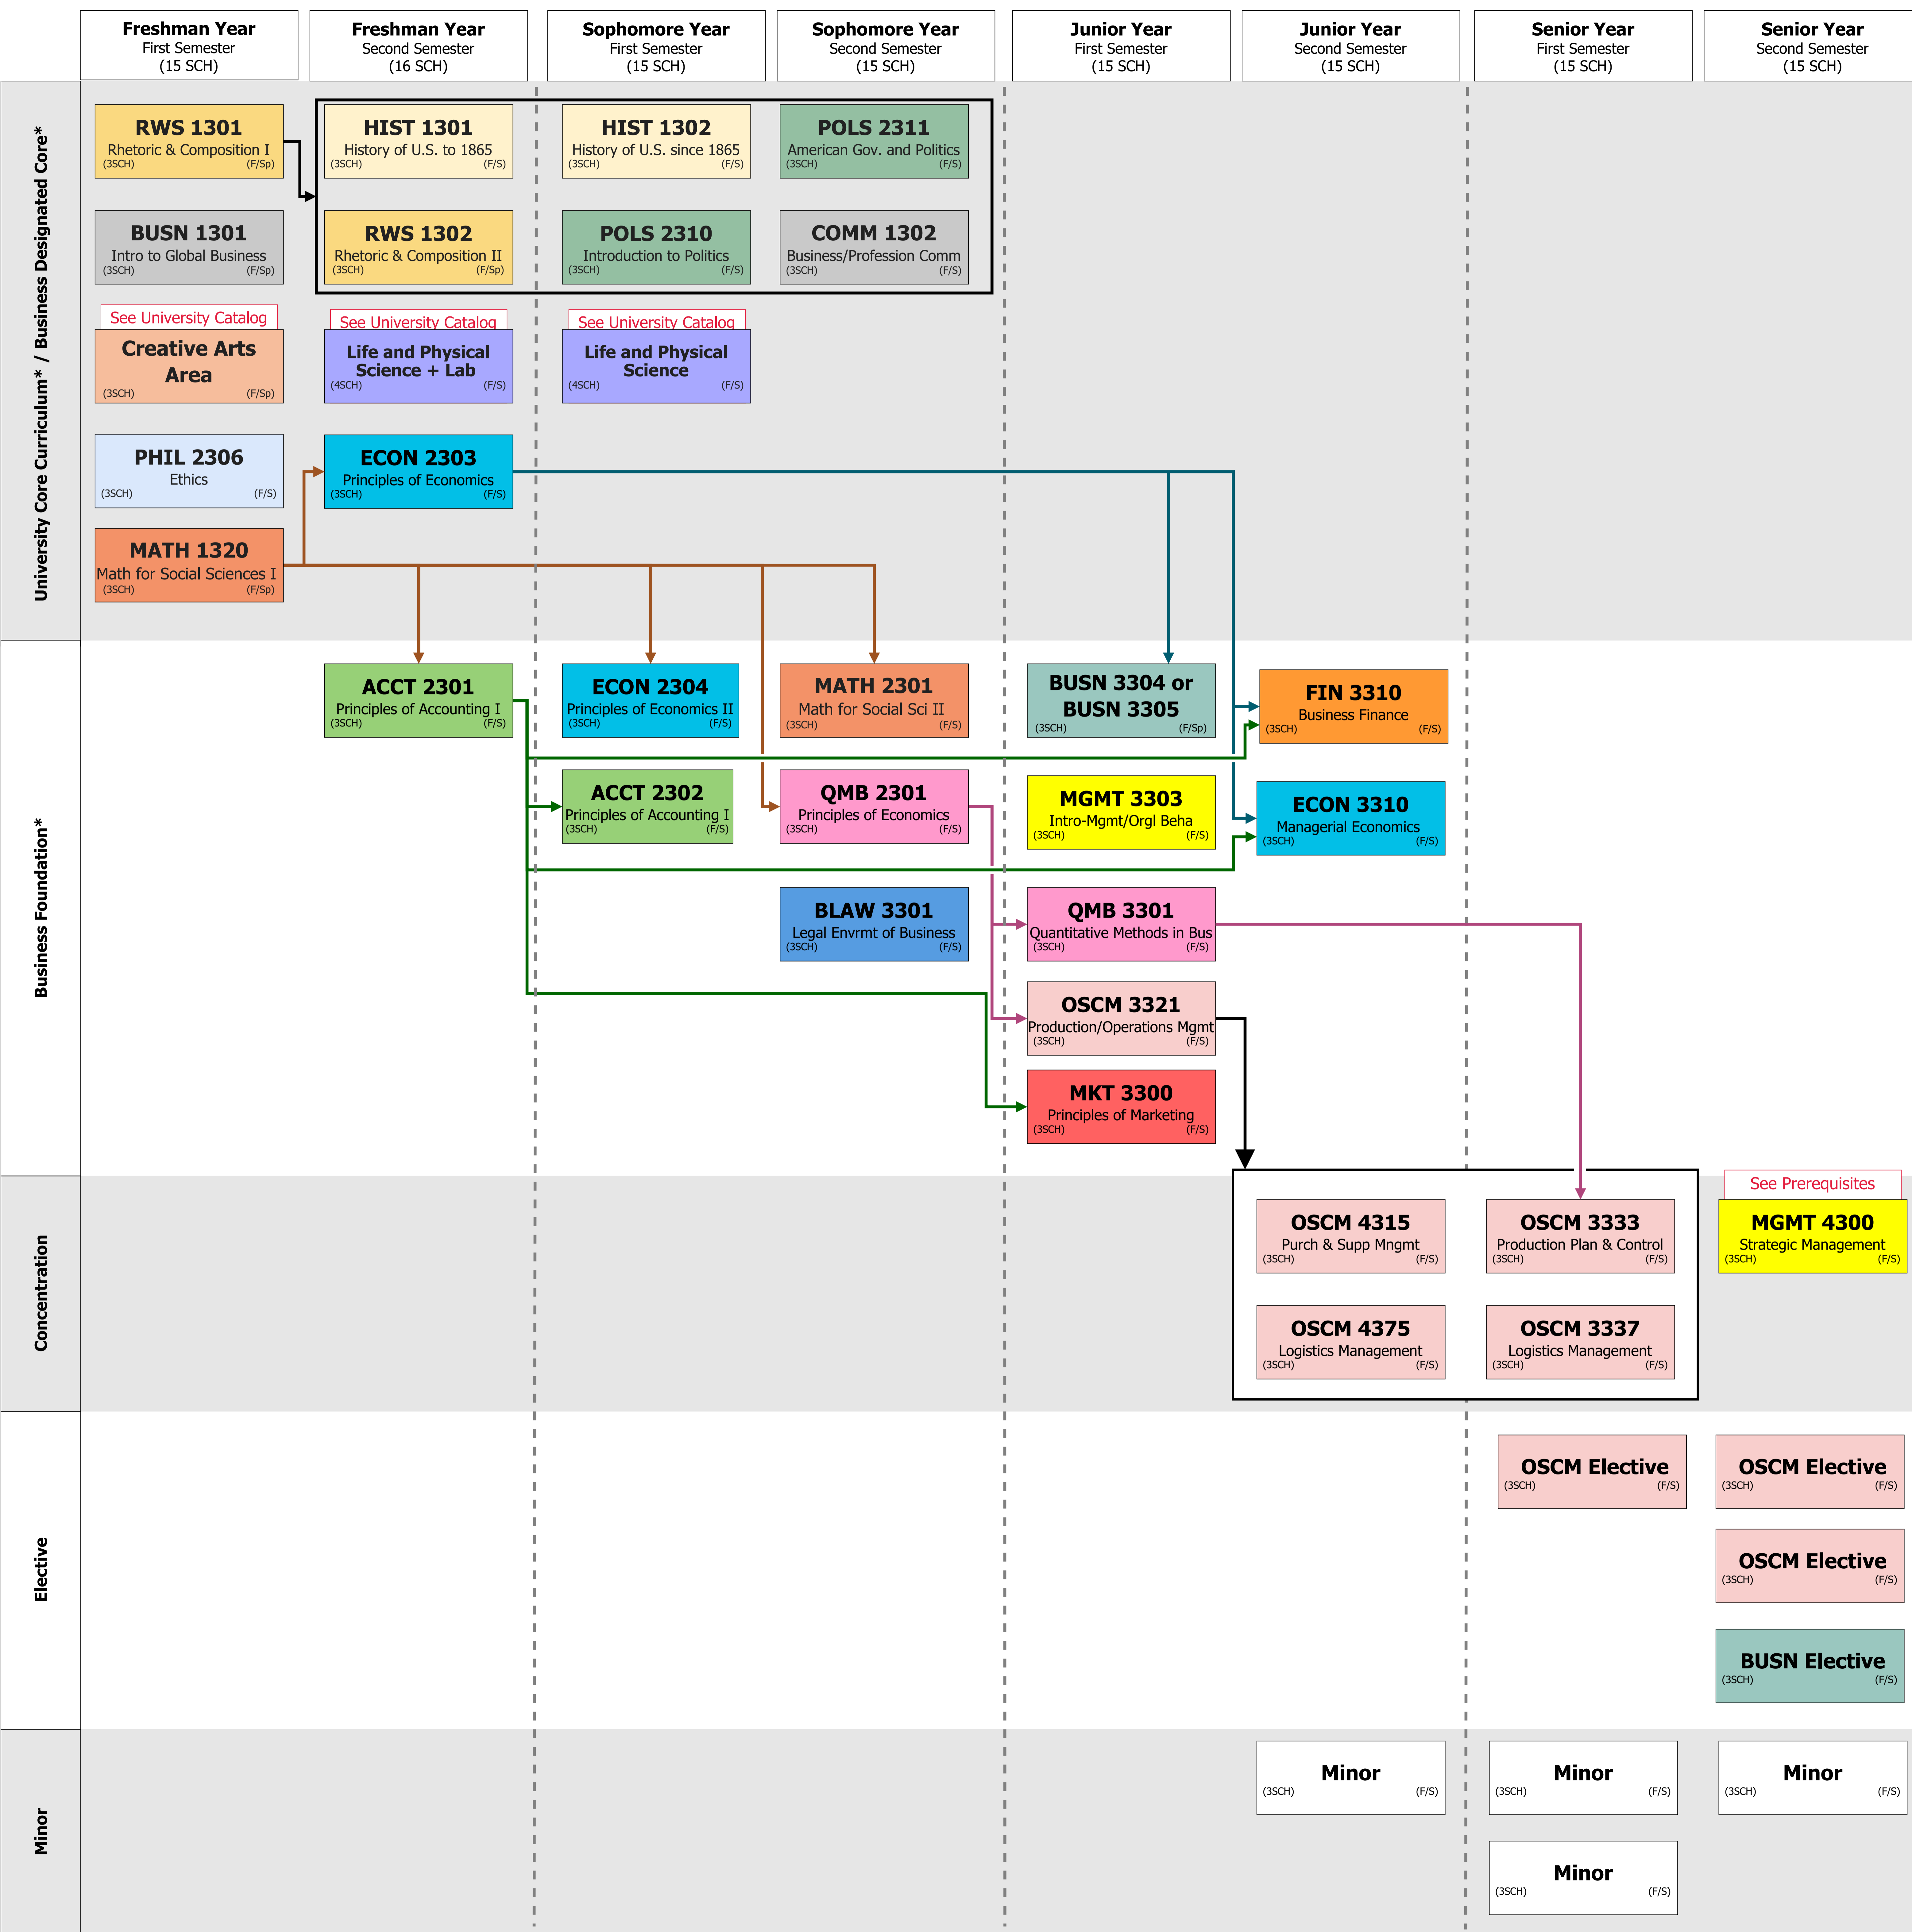 Freshman Year
First Semester
(15 SCH)
Freshman Year
Second Semester
(16 SCH)
Sophomore Year
First Semester
(15 SCH)
Sophomore Year
Second Semester
(15 SCH)
Junior Year
First Semester
(15 SCH)
Junior Year
Second Semester
(15 SCH)
Senior Year
First Semester
(15 SCH)
Senior Year
Second Semester
(15 SCH)
University Core Curriculum* / Business Designated Core*
RWS 1301
Rhetoric & Composition I
(3SCH) (F/Sp)
HIST 1301
History of U.S. to 1865
(3SCH) (F/S)
HIST 1302
History of U.S. since 1865
(3SCH) (F/S)
POLS 2311
American Gov. and Politics
(3SCH) (F/S)
BUSN 1301
Intro to Global Business
(3SCH) (F/Sp)
RWS 1302
Rhetoric & Composition II
(3SCH) (F/Sp)
POLS 2310
Introduction to Politics
(3SCH) (F/S)
COMM 1302
Business/Profession Comm
(3SCH) (F/S)
See University Catalog
Creative Arts
Area
(3SCH) (F/Sp)
See University Catalog
Life and Physical
Science + Lab
(4SCH) (F/S)
See University Catalog
Life and Physical
Science
(4SCH) (F/S)
PHIL 2306
Ethics
(3SCH) (F/S)
ECON 2303
Principles of Economics
(3SCH) (F/S)
MATH 1320
Math for Social Sciences I
(3SCH) (F/Sp)
Business Foundation*
ACCT 2301
Principles of Accounting I
(3SCH) (F/S)
ECON 2304
Principles of Economics II
(3SCH) (F/S)
MATH 2301
Math for Social Sci II
(3SCH) (F/S)
BUSN 3304 or
BUSN 3305
(3SCH) (F/Sp)
FIN 3310
Business Finance
(3SCH) (F/S)
ACCT 2302
Principles of Accounting I
(3SCH) (F/S)
QMB 2301
Principles of Economics
(3SCH) (F/S)
MGMT 3303
Intro-Mgmt/Orgl Beha
(3SCH) (F/S)
ECON 3310
Managerial Economics
(3SCH) (F/S)
BLAW 3301
Legal Envrmt of Business
(3SCH) (F/S)
QMB 3301
Quantitative Methods in Bus
(3SCH) (F/S)
OSCM 3321
Production/Operations Mgmt
(3SCH) (F/S)
MKT 3300
Principles of Marketing
(3SCH) (F/S)
Concentration
OSCM 4315
Purch & Supp Mngmt
(3SCH) (F/S)
OSCM 3333
Production Plan & Control
(3SCH) (F/S)
See Prerequisites
MGMT 4300
Strategic Management
(3SCH) (F/S)
OSCM 4375
Logistics Management
(3SCH) (F/S)
OSCM 3337
Logistics Management
(3SCH) (F/S)
Elective
OSCM Elective
(3SCH) (F/S)
OSCM Elective
(3SCH) (F/S)
OSCM Elective
(3SCH) (F/S)
BUSN Elective
(3SCH) (F/S)
Minor
Minor
(3SCH) (F/S)
Minor
(3SCH) (F/S)
Minor
(3SCH) (F/S)
Minor
(3SCH) (F/S)